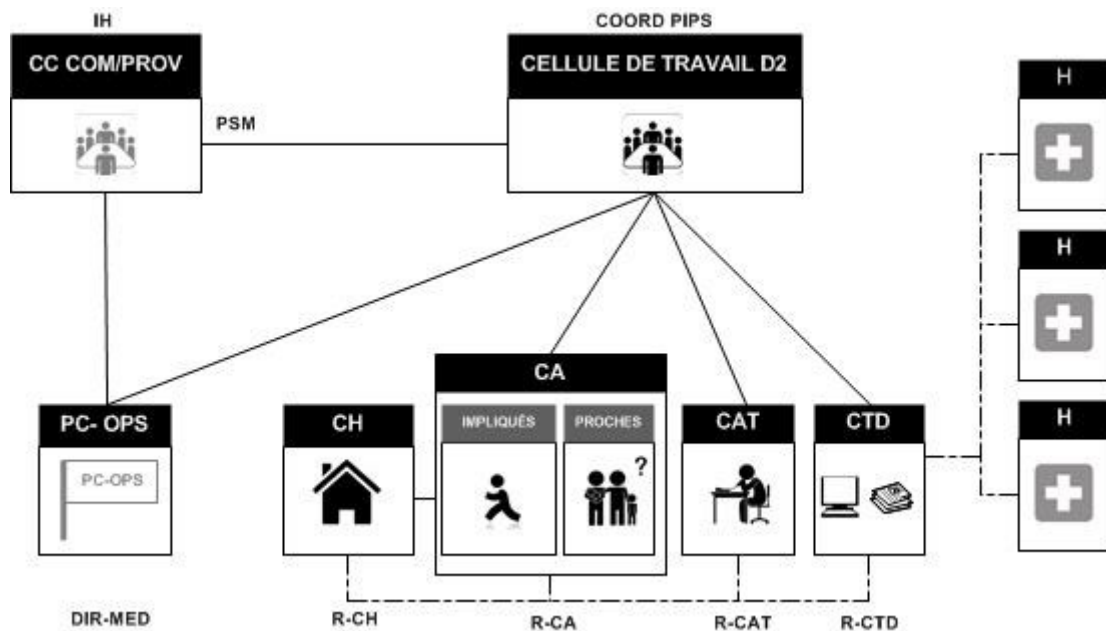 IH
COORD PIPS
CC COM/PROV
CELLULE DE TRAVAIL D2
H
PSM
H
CA
H
PC- OPS
CH
IMPLIQUÉS
PROCHES
CAT
CTD
?
PC-OPS
DIR-MED
R-CH
R-CA
R-CAT
R-CTD